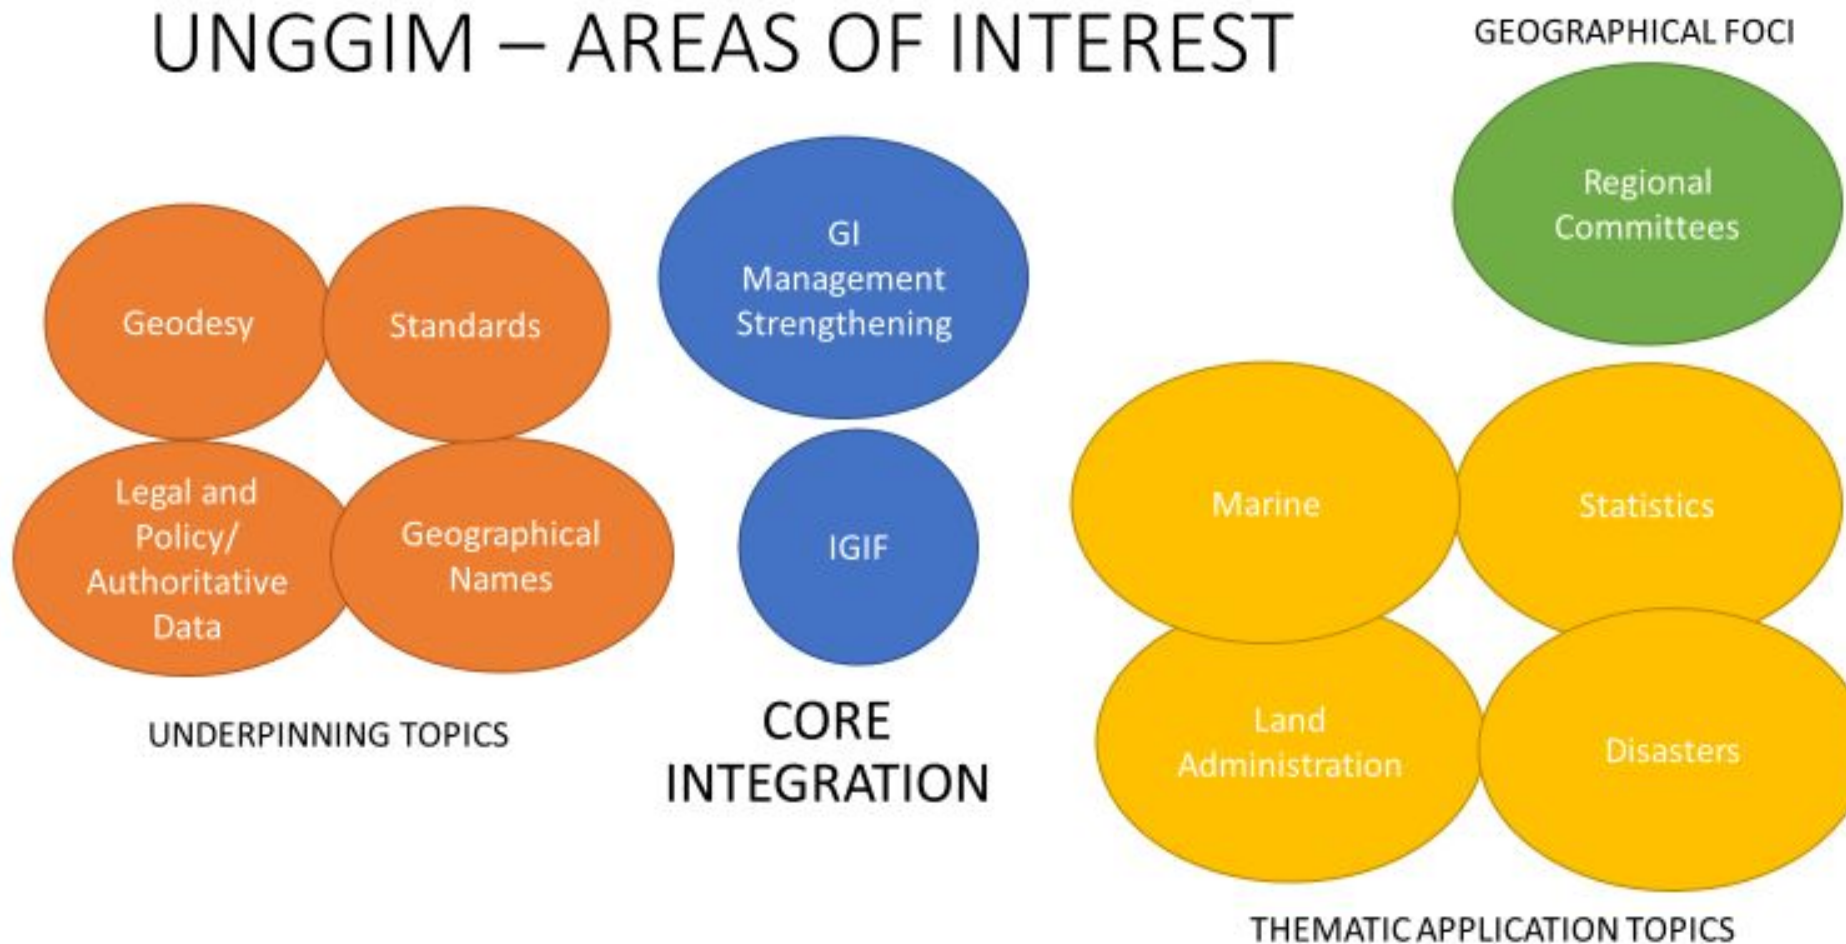 UNGGIM – AREAS OF INTEREST
GEOGRAPHICAL FOCI
Regional
Committees
GI
Management
Strengthening
Geodesy
Standards
Legal and
Policy/
Authoritative
Data
Geographical
Names
IGIF
Marine
Statistics
Land
Administration
Disasters
UNDERPINNING TOPICS
CORE
INTEGRATION
THEMATIC APPLICATION TOPICS